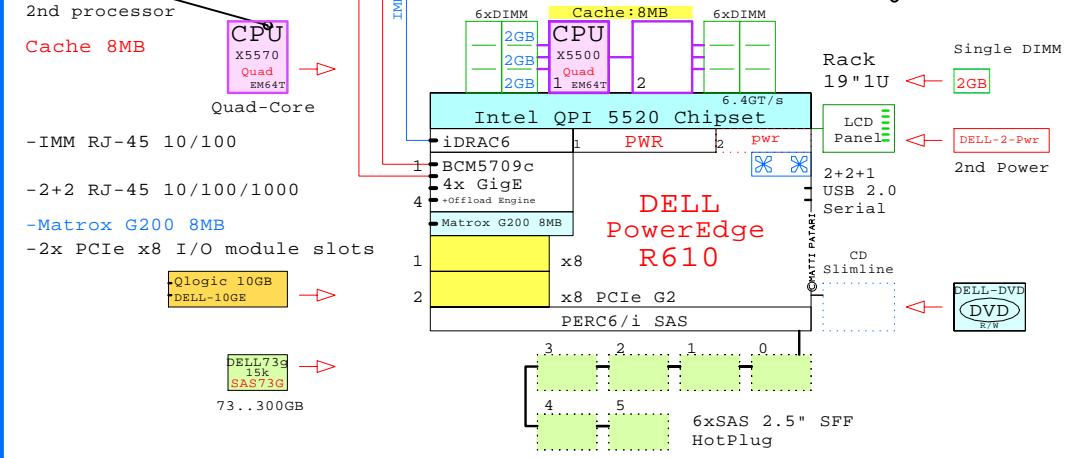 2nd processor
Cache 8MB
CPU
X5570
Quad
EM64T
Quad-Core
-IMM RJ-45 10/100
-2+2 RJ-45 10/100/1000
-Matrox G200 8MB
-2x PCIe x8 I/O module slots
Qlogic 10GB
DELL-10GE
DELL73g
15k
SAS73G
73..300GB
IMM
6xDIMM
Cache:8MB
6xDIMM
2GB
2GB
2GB
CPU
X5500
Quad
1 EM64T
2
6.4GT/s
Intel QPI 5520 Chipset
iDRAC6
1 PWR
2 pwr
1 BCM5709c
4x GigE
4 +Offload Engine
Matrox G200 8MB
DELL
PowerEdge
R610
1 x8
2 x8 PCIe G2
PERC6/i SAS
3 2 1 0
4 5
6xSAS 2.5" SFF
HotPlug
©MATTI PATARI
Rack
19"1U
LCD
Panel
2+2+1
USB 2.0
Serial
CD
Slimline
Single DIMM
2GB
DELL-2-Pwr
2nd Power
DELL-DVD
DVD
R/W